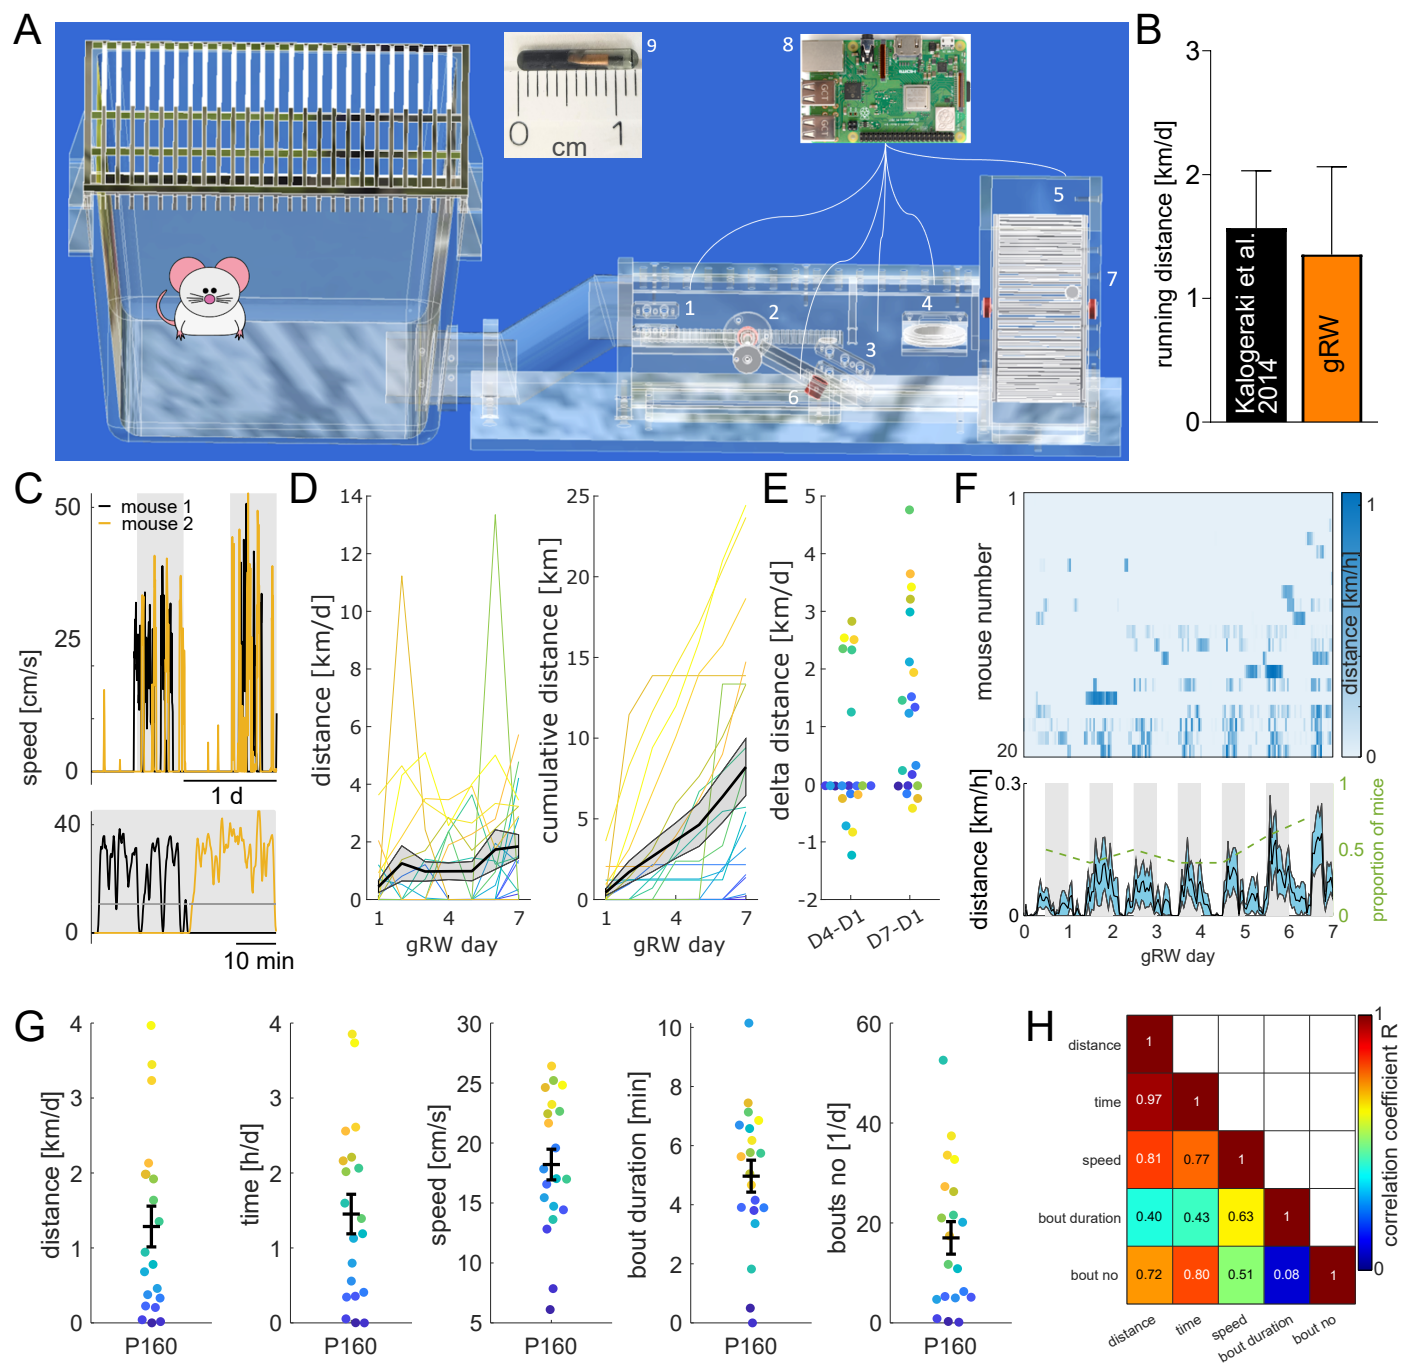 A
9
0
1
cm
8
GCT
GCT
HDMI
1
2
3
4
5
6
7
B
3
2
1
0
running distance [km/d]
Kalogeraki et al.
2014
gRW
C
50
25
0
speed [cm/s]
mouse 1
mouse 2
1 d
40
20
0
10 min
D
14
12
10
8
6
4
2
0
distance [km/d]
1
4
7
gRW day
25
20
15
10
5
0
cumulative distance [km]
1
4
7
gRW day
E
5
4
3
2
1
0
-1
-2
delta distance [km/d]
D4-D1
D7-D1
F
1
20
mouse number
1
0
distance [km/h]
0.3
0
distance [km/h]
1
0.5
0
proportion of mice
0
1
2
3
4
5
6
7
gRW day
G
4
3
2
1
0
distance [km/d]
P160
4
3
2
1
0
time [h/d]
P160
30
25
20
15
10
5
speed [cm/s]
P160
10
8
6
4
2
0
bout duration [min]
P160
60
40
20
0
bouts no [1/d]
P160
H
distance
1
time
0.97
1
speed
0.81
0.77
1
bout duration
0.40
0.43
0.63
1
bout no
0.72
0.80
0.51
0.08
1
distance
time
speed
bout duration
bout no
1
0
correlation coefficient R